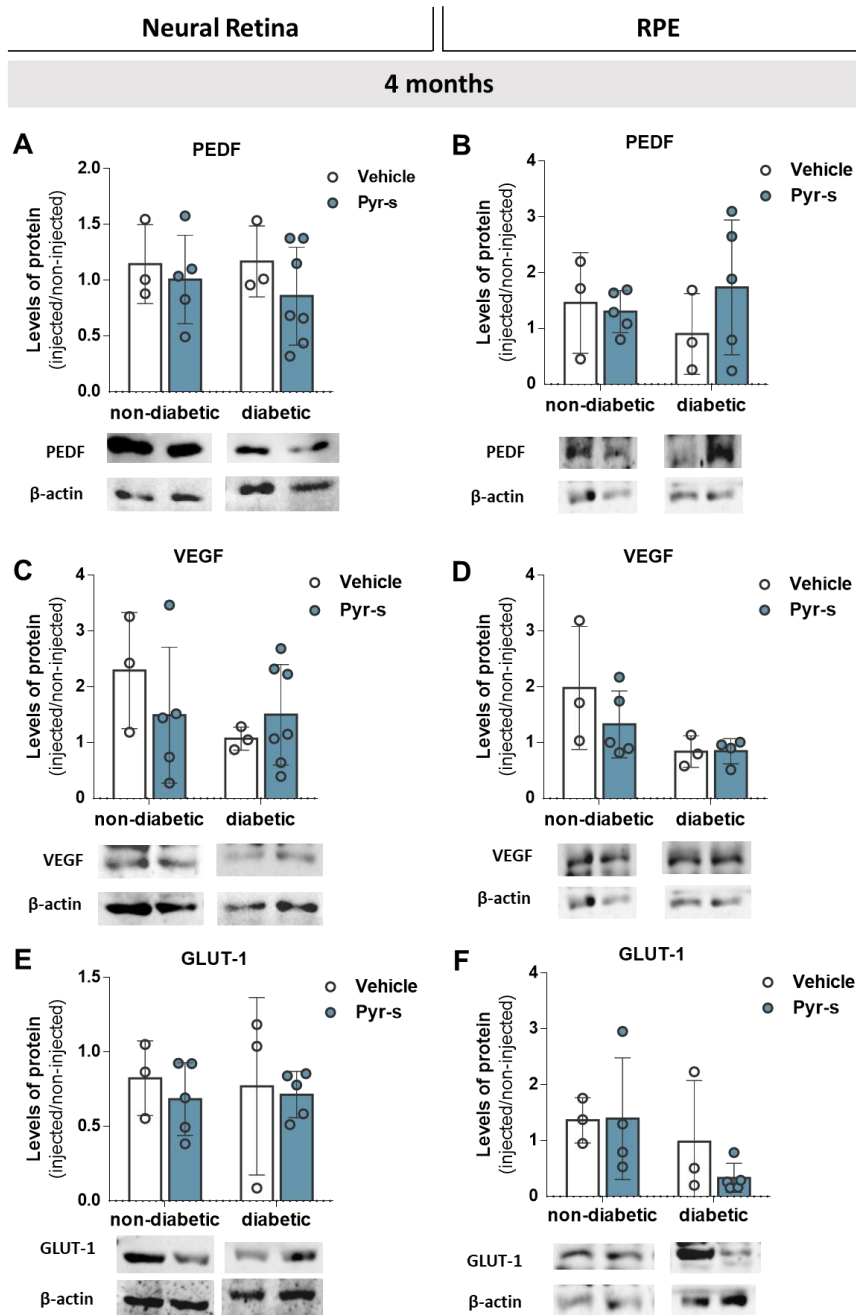 Neural Retina
RPE
4 months
A
PEDF
Levels of protein
(injected/non-injected)
2.0
1.5
1.0
0.5
0.0
Vehicle
Pyr-s
non-diabetic diabetic
PEDF
β-actin
B
PEDF
Levels of protein
(injected/non-injected)
4
3
2
1
0
Vehicle
Pyr-s
non-diabetic diabetic
PEDF
β-actin
C
VEGF
Levels of protein
(injected/non-injected)
4
3
2
1
0
Vehicle
Pyr-s
non-diabetic diabetic
VEGF
β-actin
D
VEGF
Levels of protein
(injected/non-injected)
4
3
2
1
0
Vehicle
Pyr-s
non-diabetic diabetic
VEGF
β-actin
E
GLUT-1
Levels of protein
(injected/non-injected)
1.5
1.0
0.5
0.0
Vehicle
Pyr-s
non-diabetic diabetic
GLUT-1
β-actin
F
GLUT-1
Levels of protein
(injected/non-injected)
4
3
2
1
0
Vehicle
Pyr-s
non-diabetic diabetic
GLUT-1
β-actin